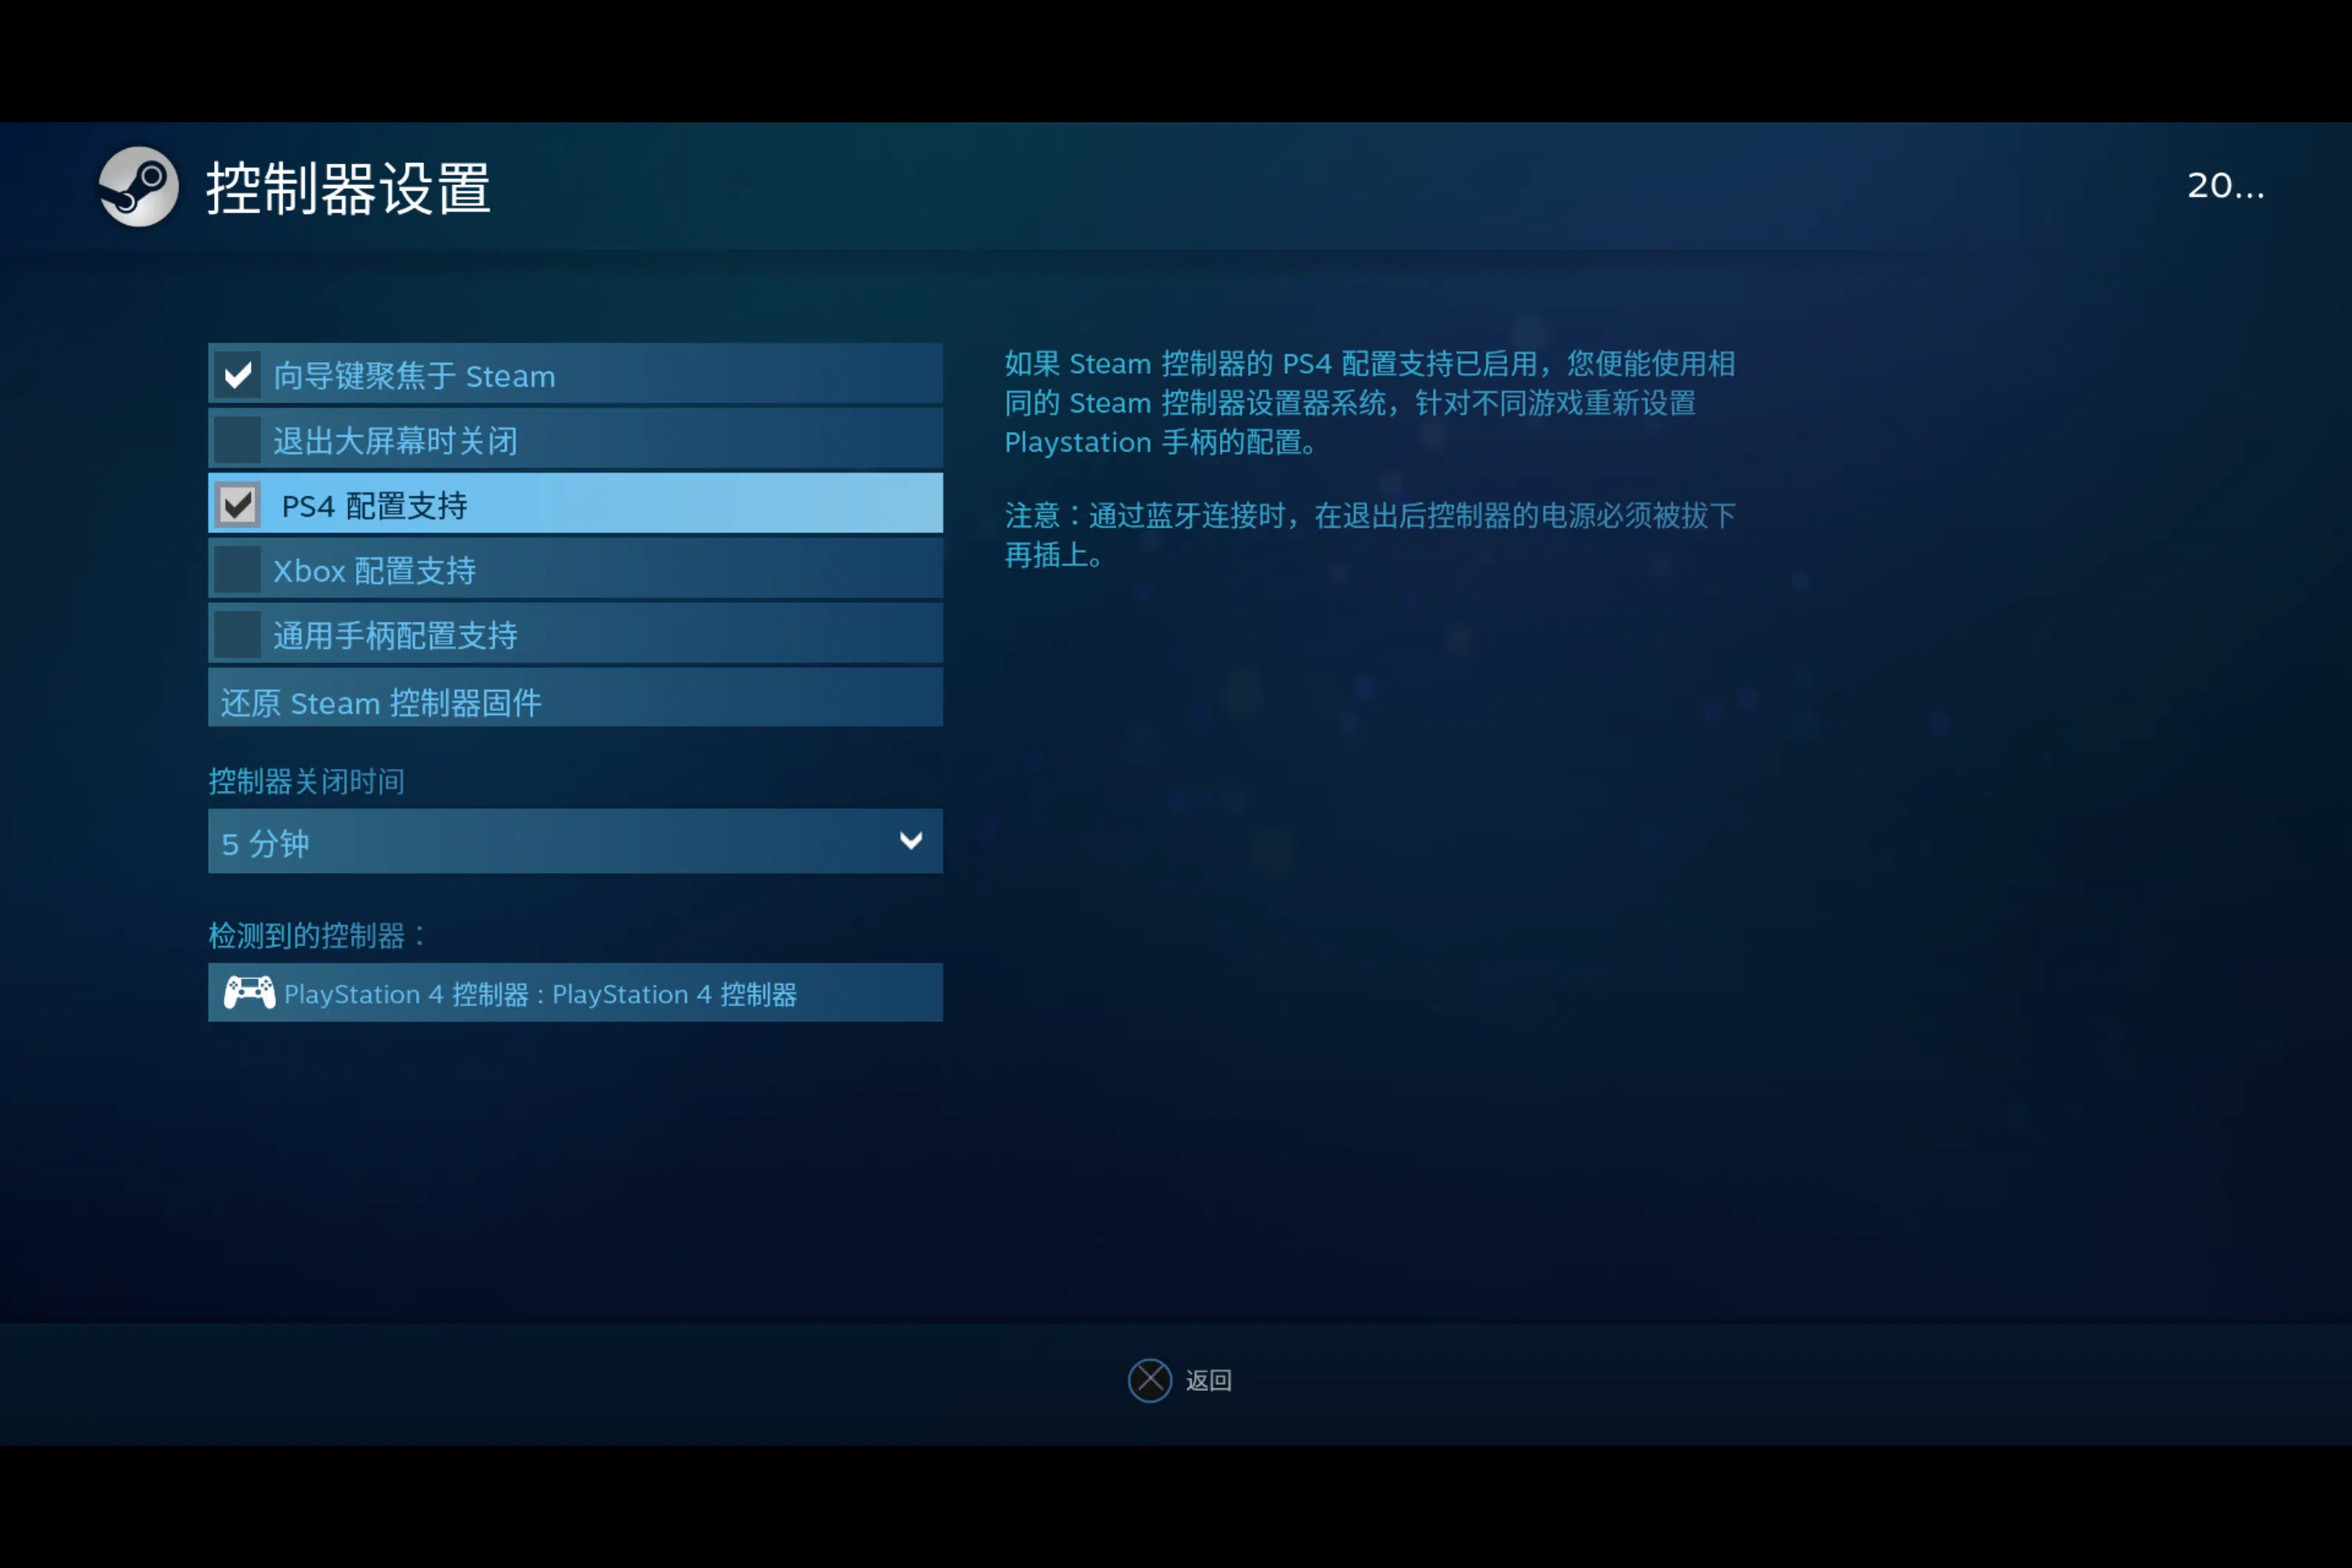 控制器设置
20...
向导键聚焦于 Steam
退出大屏幕时关闭
PS4 配置支持
Xbox 配置支持
通用手柄配置支持
还原 Steam 控制器固件
控制器关闭时间
5 分钟
检测到的控制器：
PlayStation 4 控制器 : PlayStation 4 控制器
如果 Steam 控制器的 PS4 配置支持已启用，您便能使用相
同的 Steam 控制器设置器系统，针对不同游戏重新设置
Playstation 手柄的配置。
注意：通过蓝牙连接时，在退出后控制器的电源必须被拔下
再插上。
返回